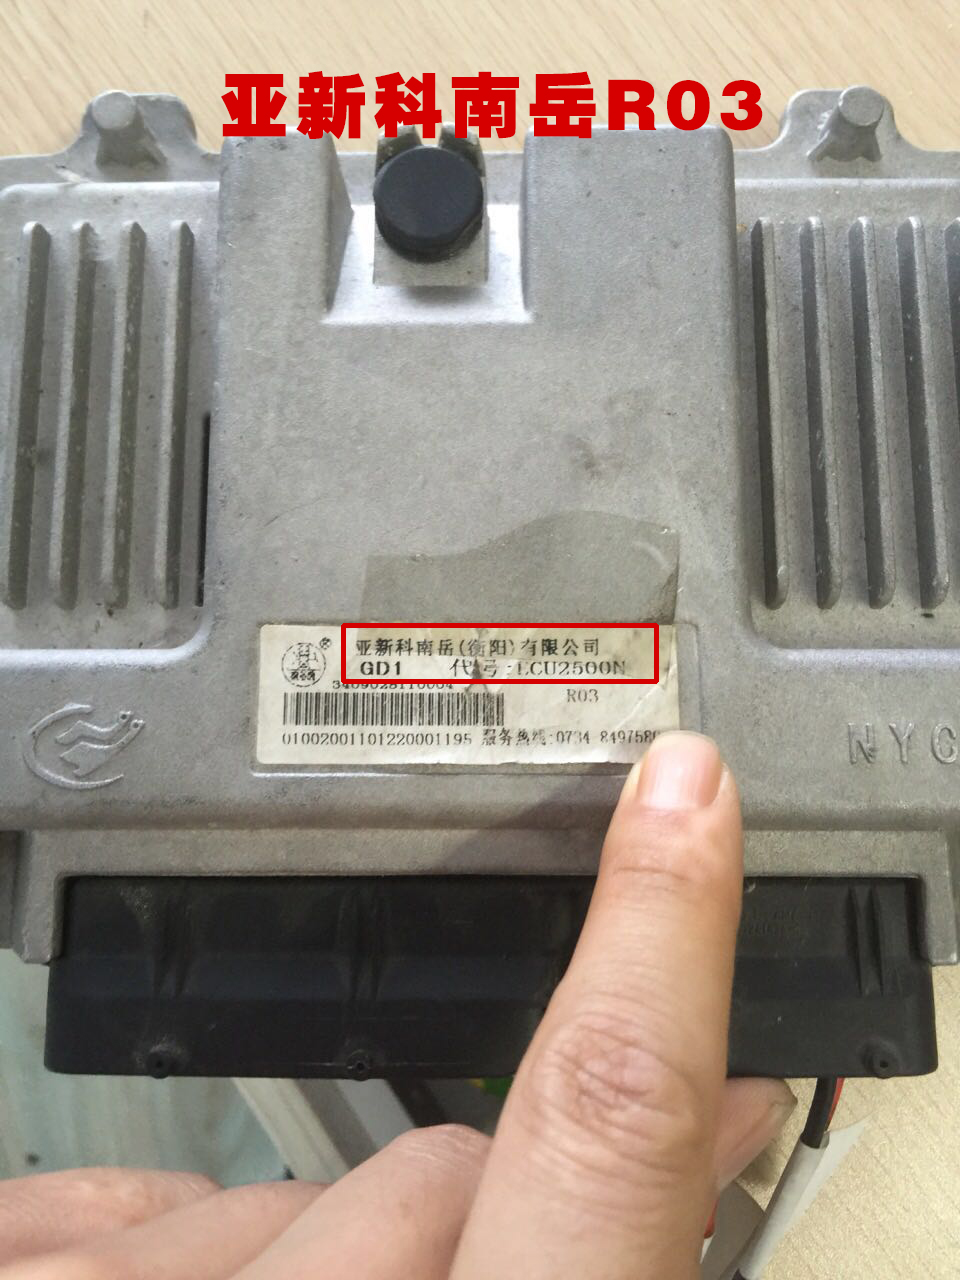 亚新科南岳R03
亚新科南岳(衡阳)有限公司
GD1 代号:ECU2500N
3409028110004
R03
01002001101220001195 服务热线:0734-849758
NYC